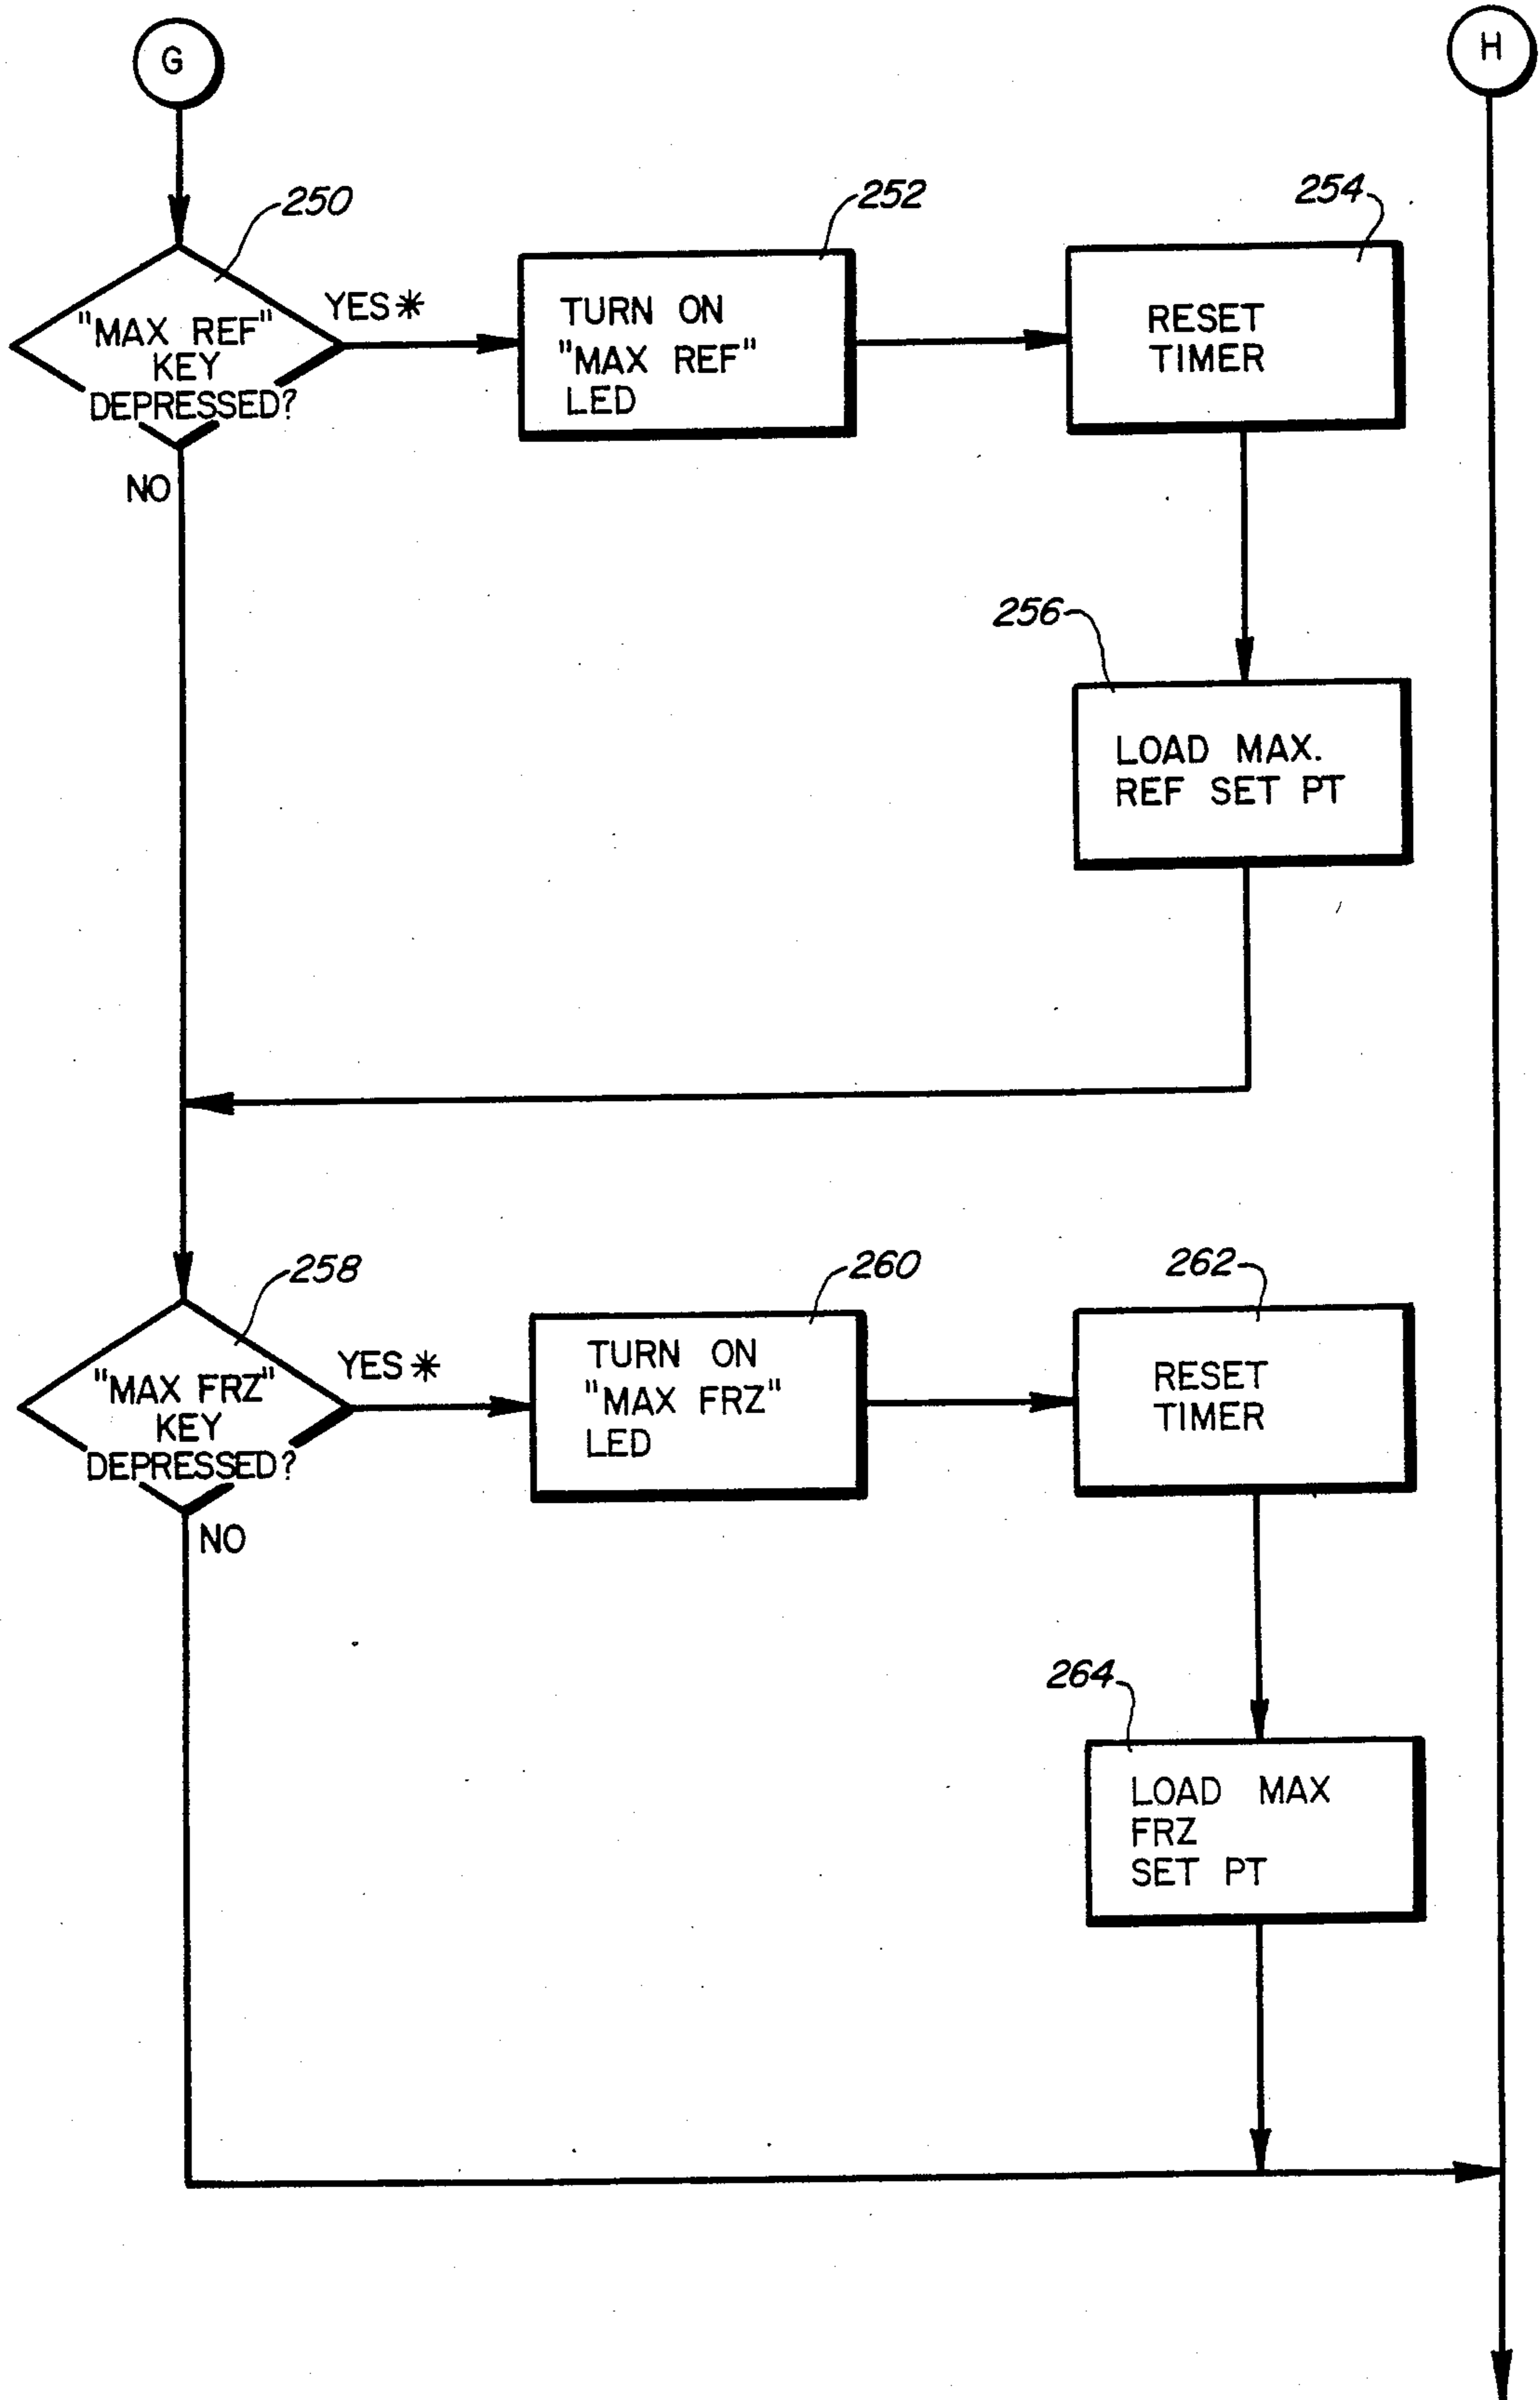 G
H
250
252
254
"MAX REF"
KEY
DEPRESSED?
YES*
NO
TURN ON
"MAX REF"
LED
RESET
TIMER
256
LOAD MAX.
REF SET PT
258
260
262
"MAX FRZ"
KEY
DEPRESSED?
YES*
NO
TURN ON
"MAX FRZ"
LED
RESET
TIMER
264
LOAD MAX
FRZ
SET PT